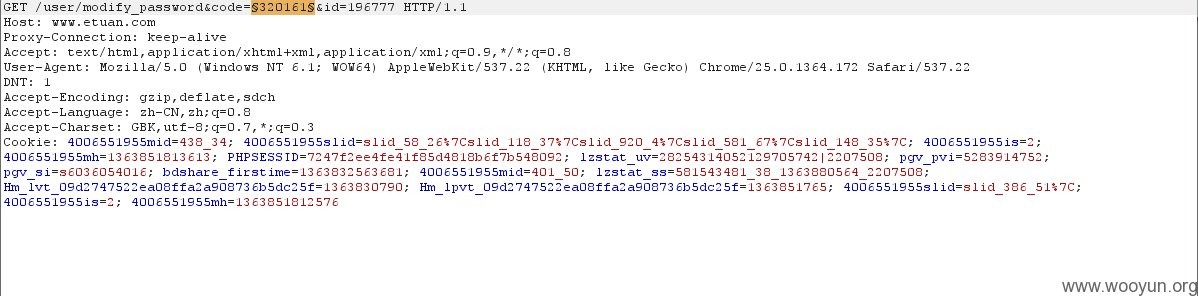 GET /user/modify_password&code=§320161§&id=196777 HTTP/1.1
Host: www.etuan.com
Proxy-Connection: keep-alive
Accept: text/html,application/xhtml+xml,application/xml;q=0.9,*/*;q=0.8
User-Agent: Mozilla/5.0 (Windows NT 6.1; WOW64) AppleWebKit/537.22 (KHTML, like Gecko) Chrome/25.0.1364.172 Safari/537.22
DNT: 1
Accept-Encoding: gzip,deflate,sdch
Accept-Language: zh-CN,zh;q=0.8
Accept-Charset: GBK,utf-8;q=0.7,*;q=0.3
Cookie: 4006551955mid=438_34; 4006551955slid=slid_58_26%7Cslid_118_37%7Cslid_920_4%7Cslid_581_67%7Cslid_148_35%7C; 4006551955is=2;
4006551955mh=1363851813613; PHPSESSID=7247f2ee4fe41f85d4818b6f7b548092; lzstat_uv=28254314052129705742|2207508; pgv_pvi=5283914752;
pgv_si=s6036054016; bdshare_firstime=1363832563681; 4006551955mid=401_50; lzstat_ss=581543481_38_1363880564_2207508;
Hm_lvt_09d2747522ea08ffa2a908736b5dc25f=1363830790; Hm_lpvt_09d2747522ea08ffa2a908736b5dc25f=1363851765; 4006551955slid=slid_386_51%7C;
4006551955is=2; 4006551955mh=1363851812576
www.wooyun.org